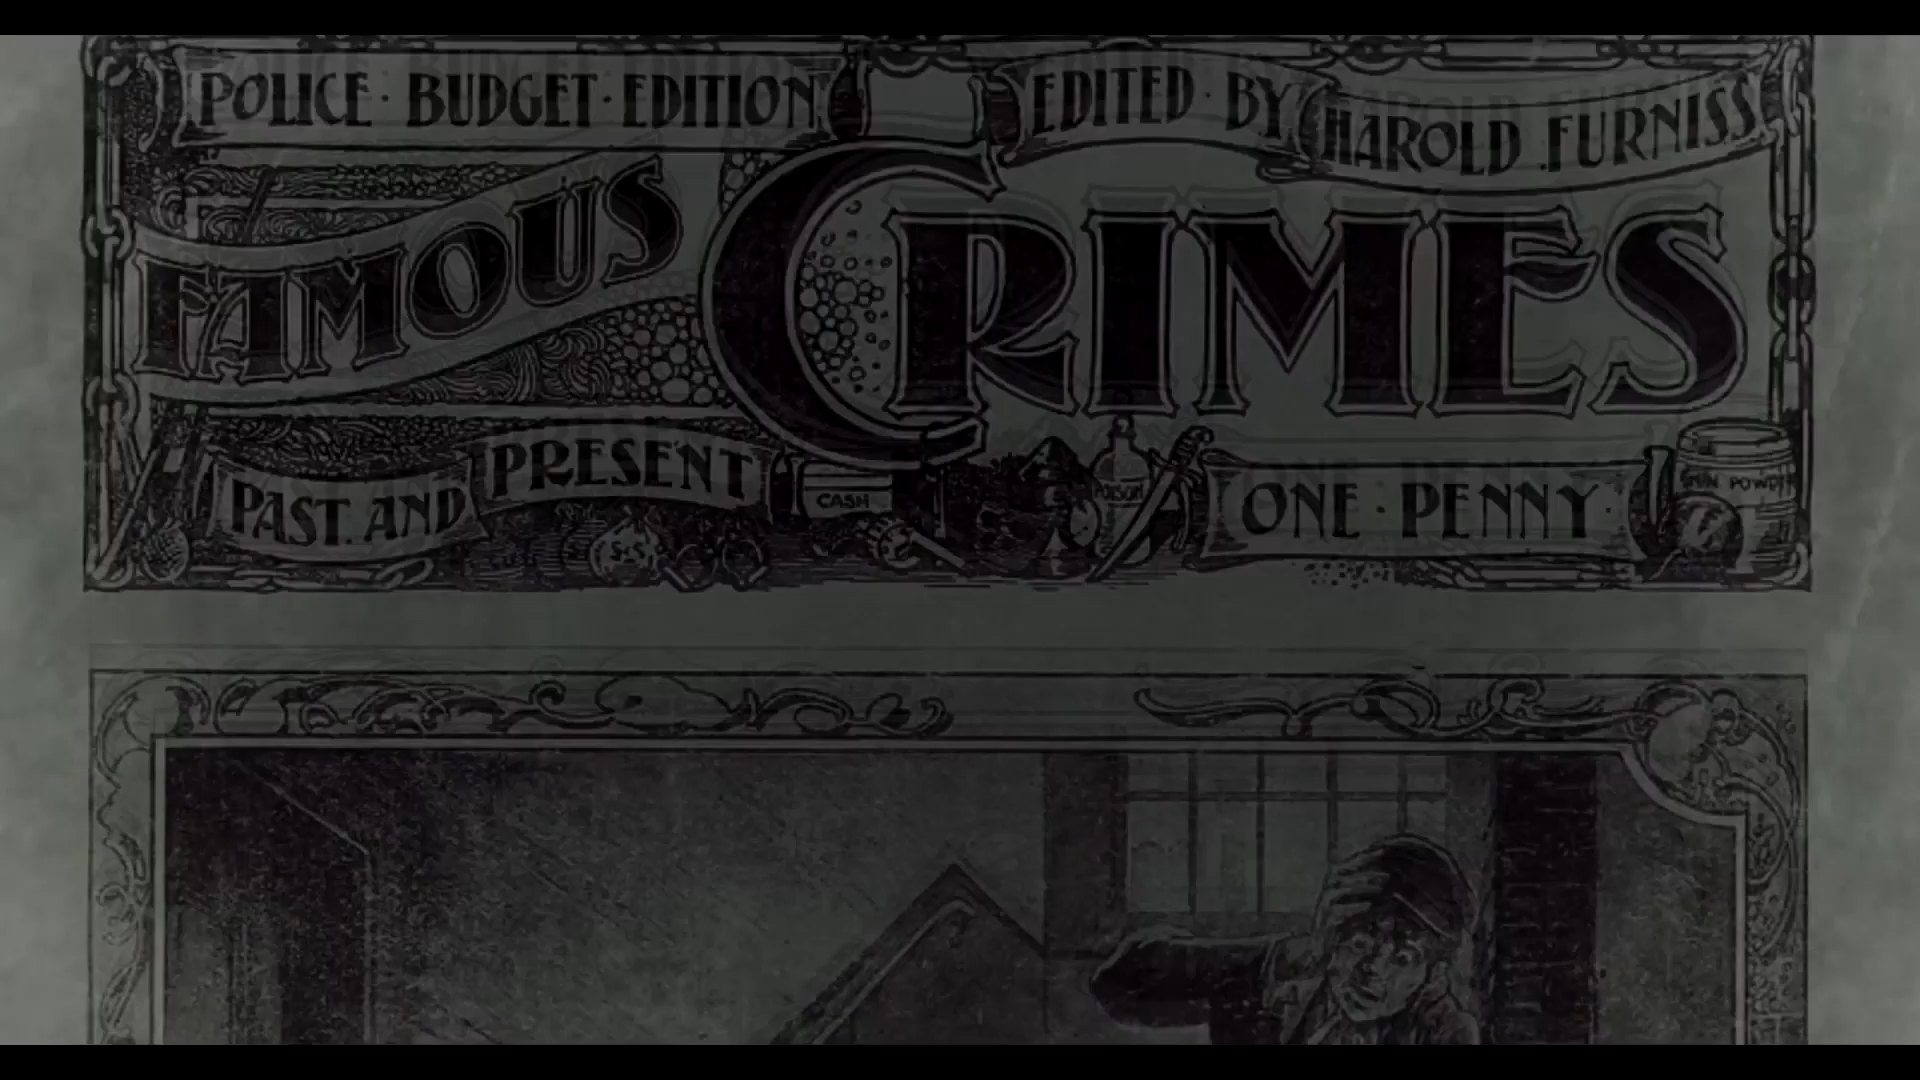 POLICE · BUDGET · EDITION
EDITED · BY HAROLD FURNISS
FAMOUS CRIMES
PAST AND PRESENT
CASH
POISON
ONE · PENNY
S&S